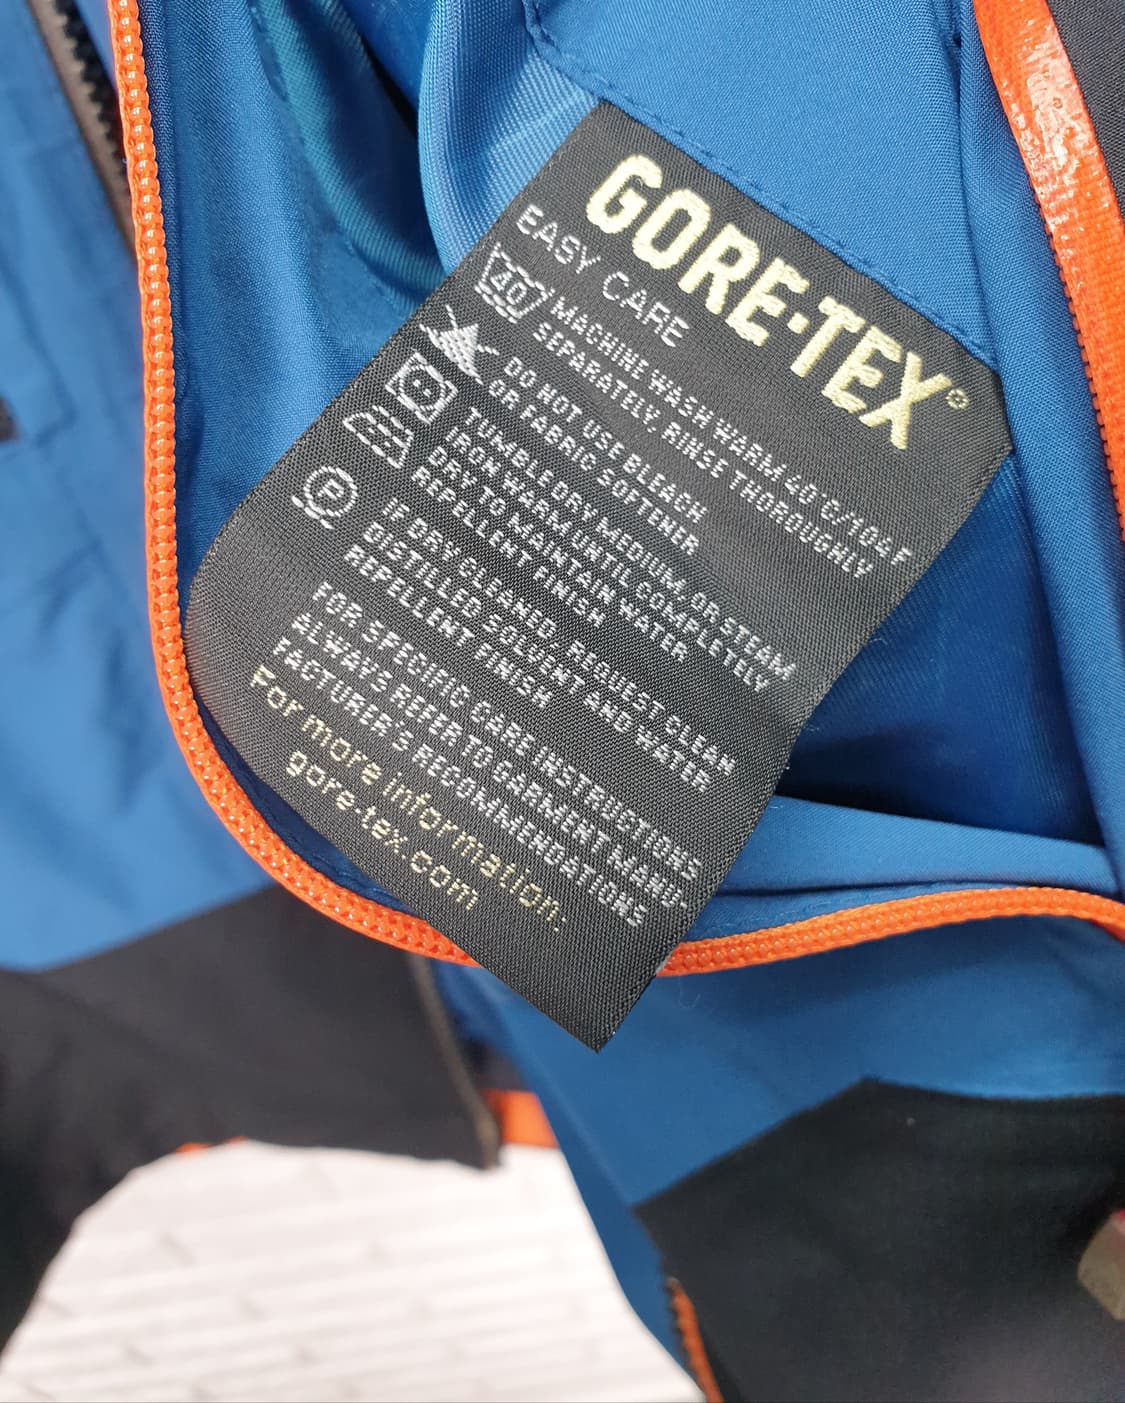 GORE-TEX®
EASY CARE
40 MACHINE WASH WARM 40°C/104F
SEPARATELY, RINSE THOROUGHLY
DO NOT USE BLEACH
OR FABRIC SOFTENER
TUMBLE DRY MEDIUM, OR STEAM
IRON WARM UNTIL COMPLETELY
DRY TO MAINTAIN WATER
REPELLENT FINISH
P IF DRY CLEANED, REQUEST CLEAN
DISTILLED SOLVENT AND WATER
REPELLENT FINISH
FOR SPECIFIC CARE INSTRUCTIONS
ALWAYS REFER TO GARMENT MANU-
FACTURER'S RECOMMENDATIONS
For more information:
gore-tex.com